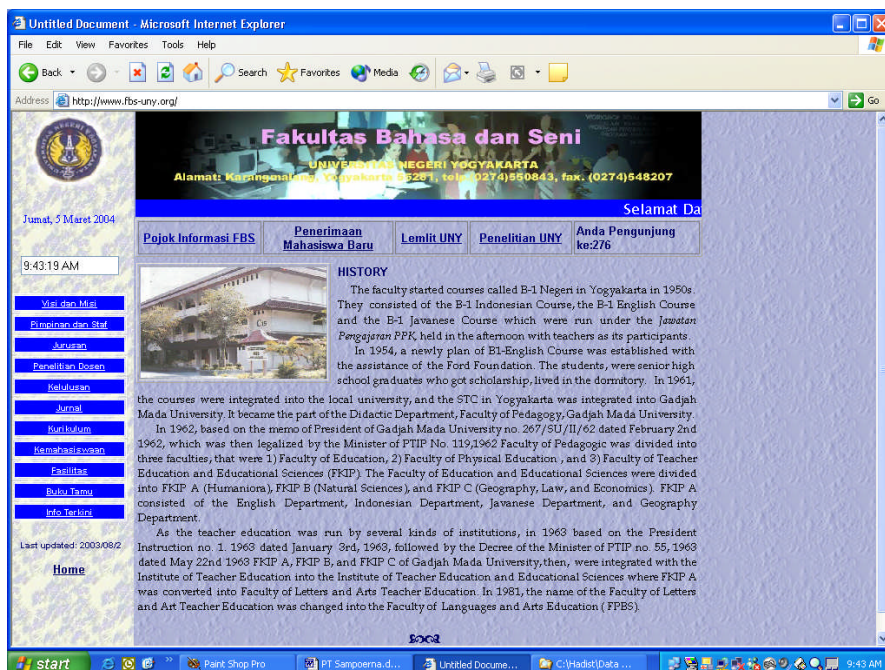 Untitled Document - Microsoft Internet Explorer
File Edit View Favorites Tools Help
Back Search Favorites Media
Address http://www.fbs-uny.org/ Go
Fakultas Bahasa dan Seni
UNIVERSITAS NEGERI YOGYAKARTA
Alamat: Karangmalang, Yogyakarta 55281, telp (0274)550843, fax. (0274)548207
Selamat Da
Jumat, 5 Maret 2004
9:43:19 AM
Visi dan Misi
Pimpinan dan Staf
Jurusan
Penelitian Dosen
Kelulusan
Jurnal
Kurikulum
Kemahasiswaan
Fasilitas
Buku Tamu
Info Terkini
Last updated: 2003/08/2
Home
Pojok Informasi FBS
Penerimaan
Mahasiswa Baru
Lemlit UNY
Penelitian UNY
Anda Pengunjung
ke:276
HISTORY
The faculty started courses called B-1 Negeri in Yogyakarta in 1950s.
They consisted of the B-1 Indonesian Course, the B-1 English Course
and the B-1 Javanese Course which were run under the Jawatan
Pengajaran PPK, held in the afternoon with teachers as its participants.
In 1954, a newly plan of B1-English Course was established with
the assistance of the Ford Foundation. The students, were senior high
school graduates who got scholarship, lived in the dormitory. In 1961,
the courses were integrated into the local university, and the STC in Yogyakarta was integrated into Gadjah
Mada University. It became the part of the Didactic Department, Faculty of Pedagogy, Gadjah Mada University.
In 1962, based on the memo of President of Gadjah Mada University no. 267/SU/II/62 dated February 2nd
1962, which was then legalized by the Minister of PTIP No. 119,1962 Faculty of Pedagogic was divided into
three faculties, that were 1) Faculty of Education, 2) Faculty of Physical Education , and 3) Faculty of Teacher
Education and Educational Sciences (FKIP). The Faculty of Education and Educational Sciences were divided
into FKIP A (Humaniora), FKIP B (Natural Sciences), and FKIP C (Geography, Law, and Economics). FKIP A
consisted of the English Department, Indonesian Department, Javanese Department, and Geography
Department.
As the teacher education was run by several kinds of institutions, in 1963 based on the President
Instruction no. 1. 1963 dated January 3rd, 1963, followed by the Decree of the Minister of PTIP no. 55, 1963
dated May 22nd 1963 FKIP A, FKIP B, and FKIP C of Gadjah Mada University, then, were integrated with the
Institute of Teacher Education into the Institute of Teacher Education and Educational Sciences where FKIP A
was converted into Faculty of Letters and Arts Teacher Education. In 1981, the name of the Faculty of Letters
and Art Teacher Education was changed into the Faculty of Languages and Arts Education ( FPBS).
start Paint Shop Pro PT Sampoerna.d... Untitled Docume... C:\Hadist\Data ... 9:43 AM